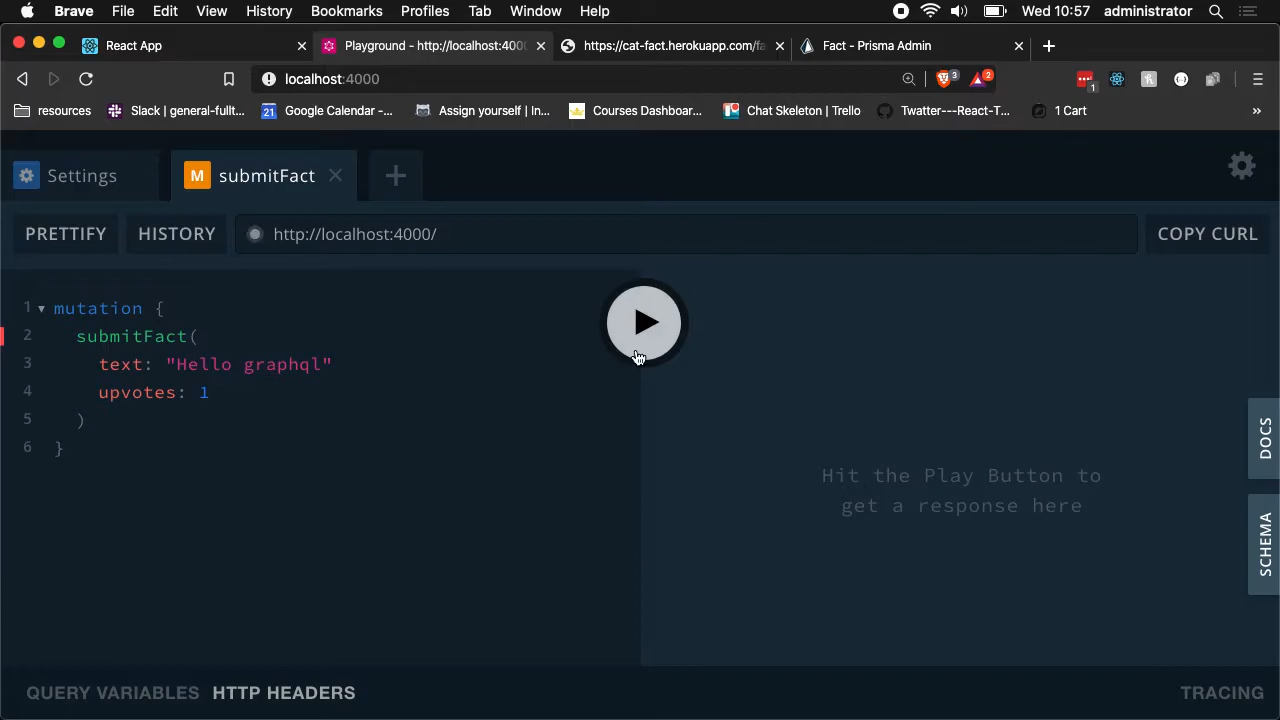 Brave File Edit View History Bookmarks Profiles Tab Window Help Wed 10:57 administrator
React App Playground - http://localhost:400 https://cat-fact.herokuapp.com/fa Fact - Prisma Admin
localhost:4000 3 2 1
resources Slack | general-fullt... 21 Google Calendar -... Assign yourself | In... Courses Dashboar... Chat Skeleton | Trello Twatter---React-T... 1 Cart »
Settings M submitFact
PRETTIFY HISTORY http://localhost:4000/ COPY CURL
1 mutation {
2 submitFact(
3 text: "Hello graphql"
4 upvotes: 1
5 )
6 }
Hit the Play Button to
get a response here
DOCS
SCHEMA
QUERY VARIABLES HTTP HEADERS TRACING